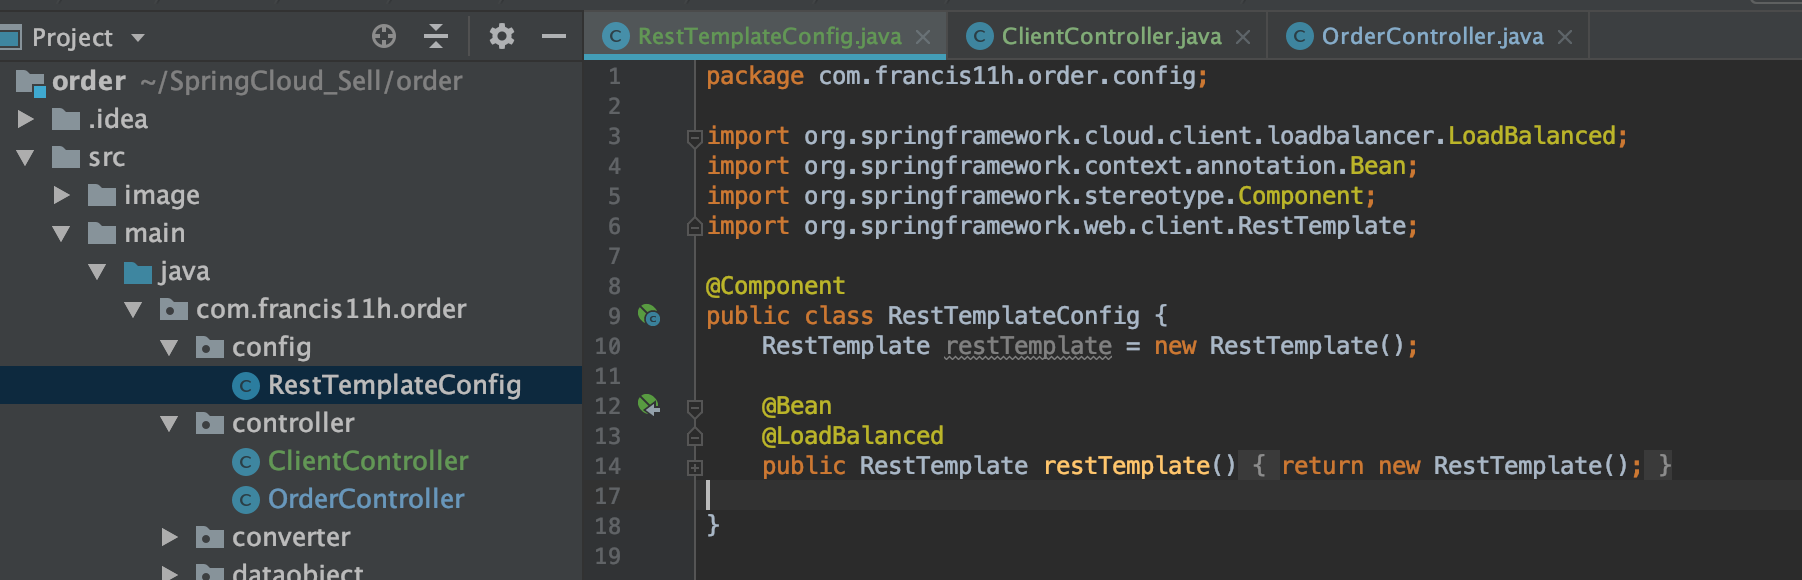 Project
order ~/SpringCloud_Sell/order
.idea
src
image
main
java
com.francis11h.order
config
RestTemplateConfig
controller
ClientController
OrderController
converter
dataobject
RestTemplateConfig.java ClientController.java OrderController.java
1 package com.francis11h.order.config;
2
3 import org.springframework.cloud.client.loadbalancer.LoadBalanced;
4 import org.springframework.context.annotation.Bean;
5 import org.springframework.stereotype.Component;
6 import org.springframework.web.client.RestTemplate;
7
8 @Component
9 public class RestTemplateConfig {
10 RestTemplate restTemplate = new RestTemplate();
11
12 @Bean
13 @LoadBalanced
14 public RestTemplate restTemplate() { return new RestTemplate(); }
17
18 }
19